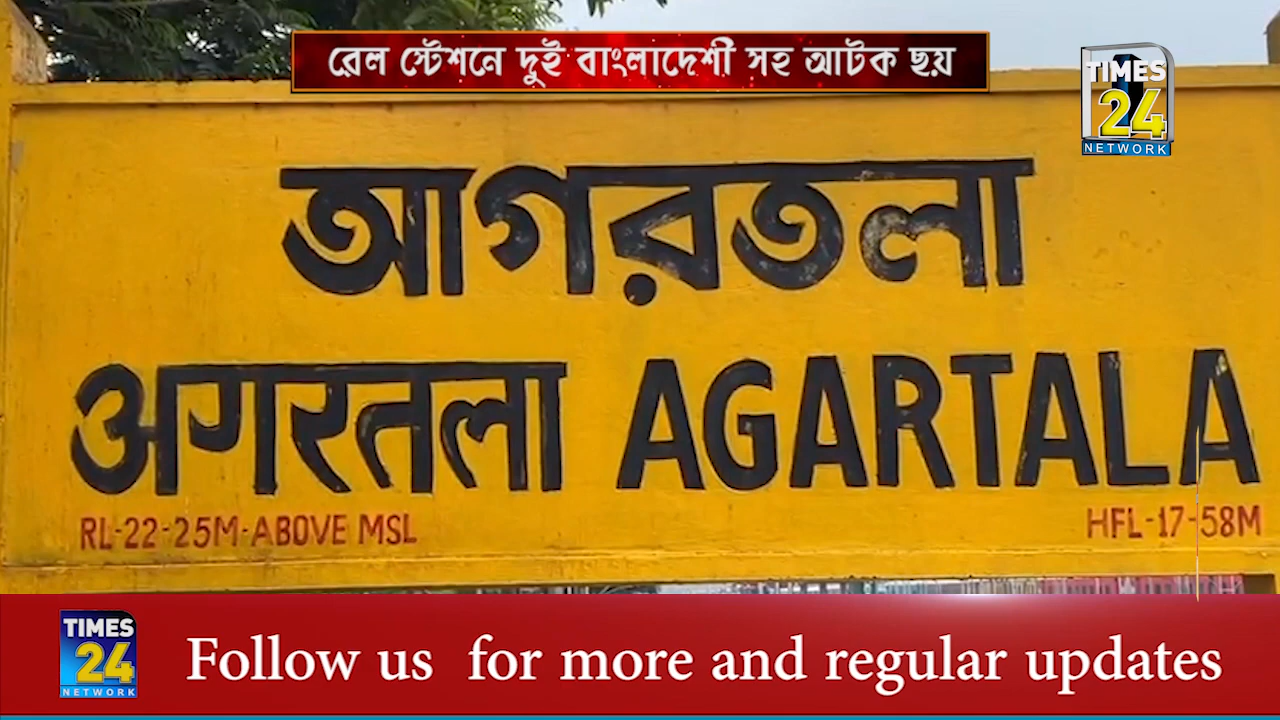 রেল স্টেশনে দুই বাংলাদেশী সহ আটক ছয়
TIMES
24
NETWORK
আগরতলা
अगरतला AGARTALA
RL-22-25M-ABOVE MSL
HFL-17-58M
TIMES
24
NETWORK
Follow us for more and regular updates